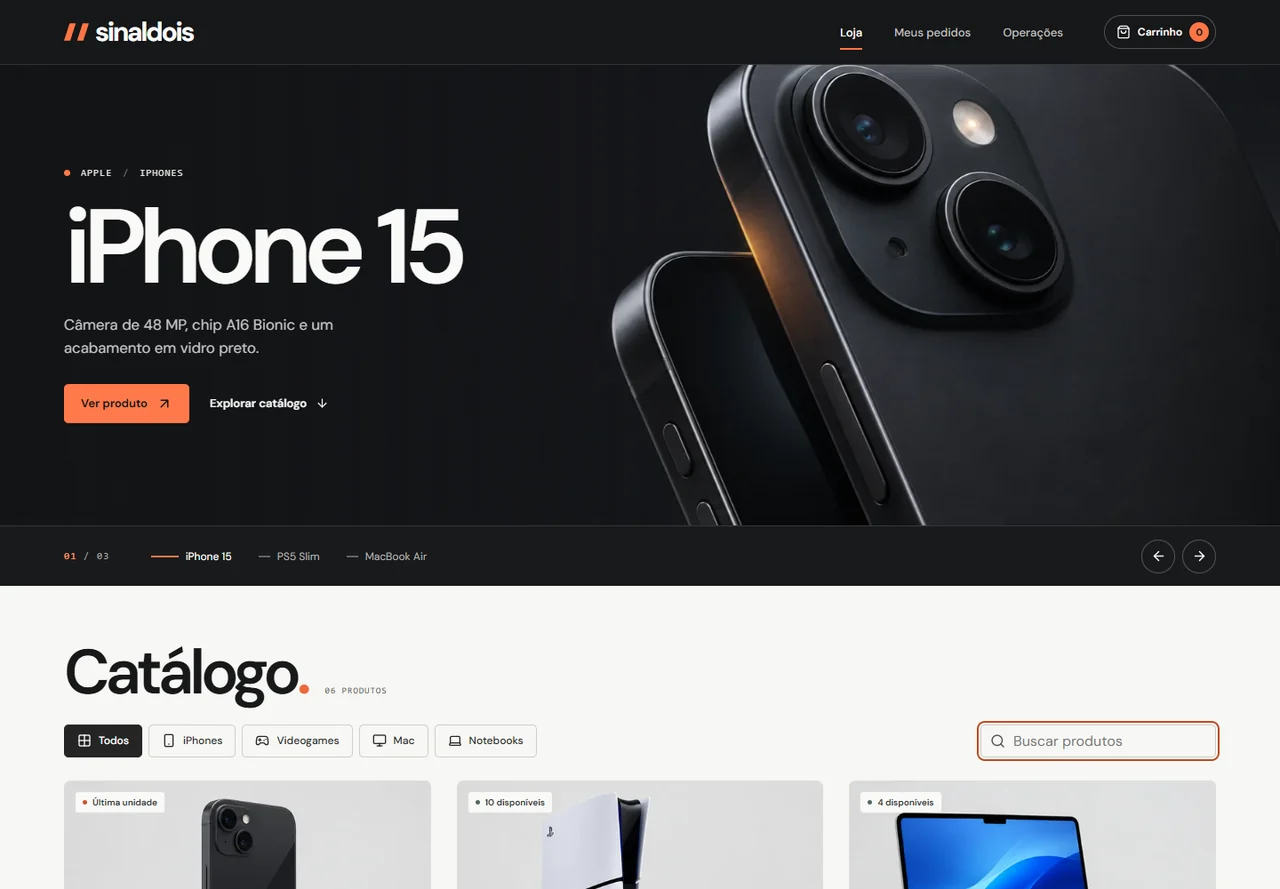 // sinaldois
Loja
Meus pedidos
Operações
Carrinho 0
APPLE / IPHONES
iPhone 15
Câmera de 48 MP, chip A16 Bionic e um
acabamento em vidro preto.
Ver produto
Explorar catálogo
01 / 03
iPhone 15
PS5 Slim
MacBook Air
Catálogo.
06 PRODUTOS
Todos
iPhones
Videogames
Mac
Notebooks
Buscar produtos
Última unidade
10 disponíveis
4 disponíveis